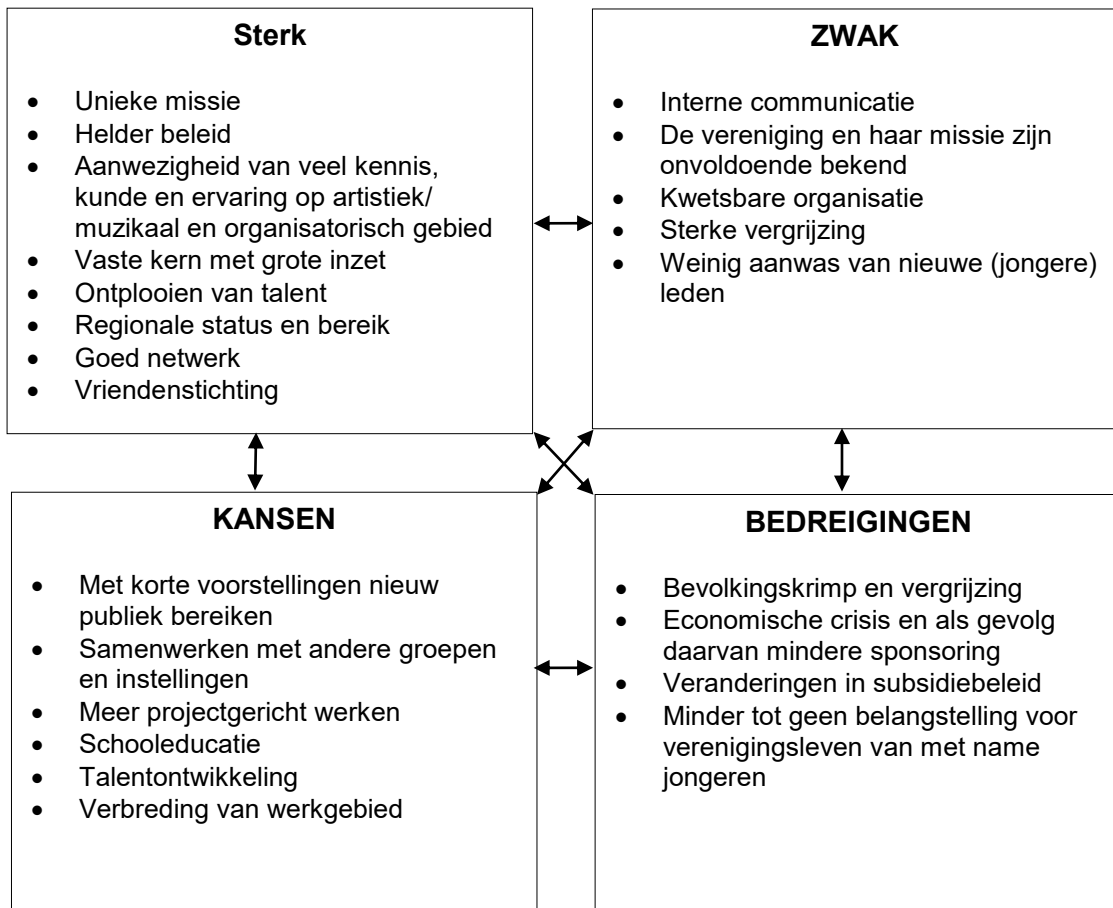 Sterk
• Unieke missie
• Helder beleid
• Aanwezigheid van veel kennis,
kunde en ervaring op artistiek/
muzikaal en organisatorisch gebied
• Vaste kern met grote inzet
• Ontplooien van talent
• Regionale status en bereik
• Goed netwerk
• Vriendenstichting
ZWAK
• Interne communicatie
• De vereniging en haar missie zijn
onvoldoende bekend
• Kwetsbare organisatie
• Sterke vergrijzing
• Weinig aanwas van nieuwe (jongere)
leden
KANSEN
• Met korte voorstellingen nieuw
publiek bereiken
• Samenwerken met andere groepen
en instellingen
• Meer projectgericht werken
• Schooleducatie
• Talentontwikkeling
• Verbreding van werkgebied
BEDREIGINGEN
• Bevolkingskrimp en vergrijzing
• Economische crisis en als gevolg
daarvan mindere sponsoring
• Veranderingen in subsidiebeleid
• Minder tot geen belangstelling voor
verenigingsleven van met name
jongeren